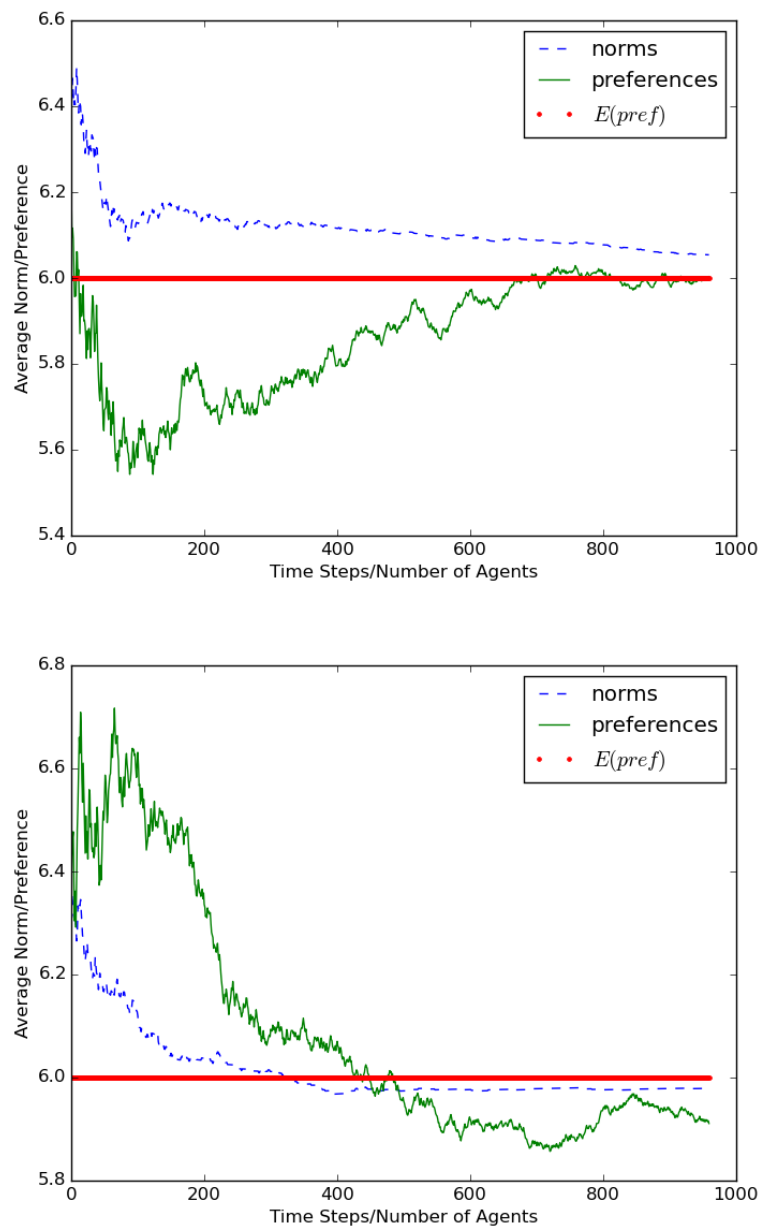 6.6
6.4
6.2
6.0
5.8
5.6
5.4
Average Norm/Preference
norms
preferences
E(pref)
0 200 400 600 800 1000
Time Steps/Number of Agents
6.8
6.6
6.4
6.2
6.0
5.8
Average Norm/Preference
norms
preferences
E(pref)
0 200 400 600 800 1000
Time Steps/Number of Agents